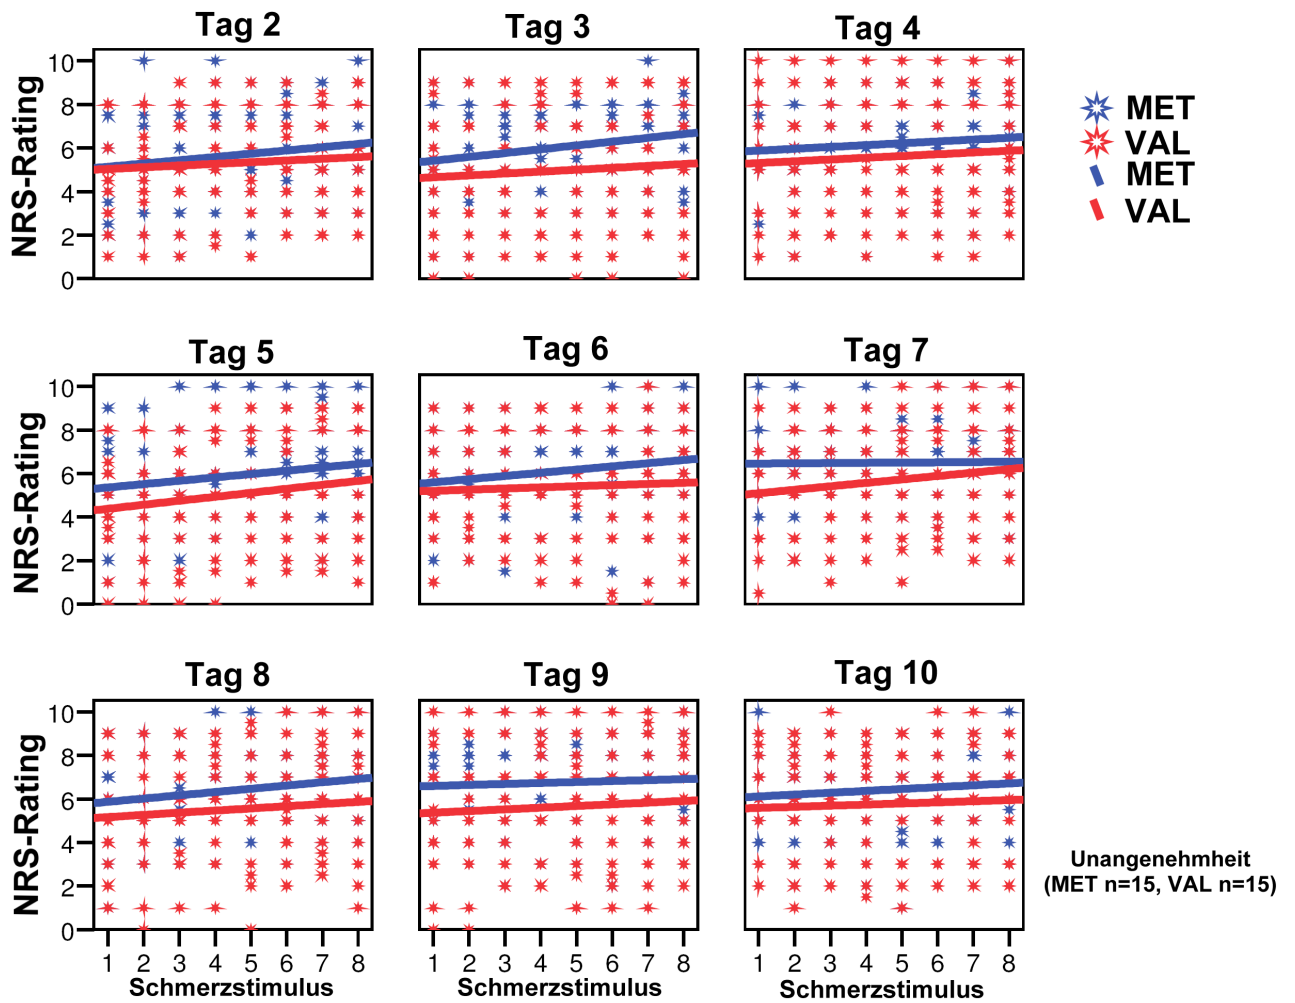 Tag 2
Tag 3
Tag 4
NRS-Rating
10
8
6
4
2
0
MET
VAL
MET
VAL
Tag 5
Tag 6
Tag 7
NRS-Rating
10
8
6
4
2
0
Tag 8
Tag 9
Tag 10
NRS-Rating
10
8
6
4
2
0
1 2 3 4 5 6 7 8
1 2 3 4 5 6 7 8
1 2 3 4 5 6 7 8
Schmerzstimulus
Schmerzstimulus
Schmerzstimulus
Unangenehmheit
(MET n=15, VAL n=15)